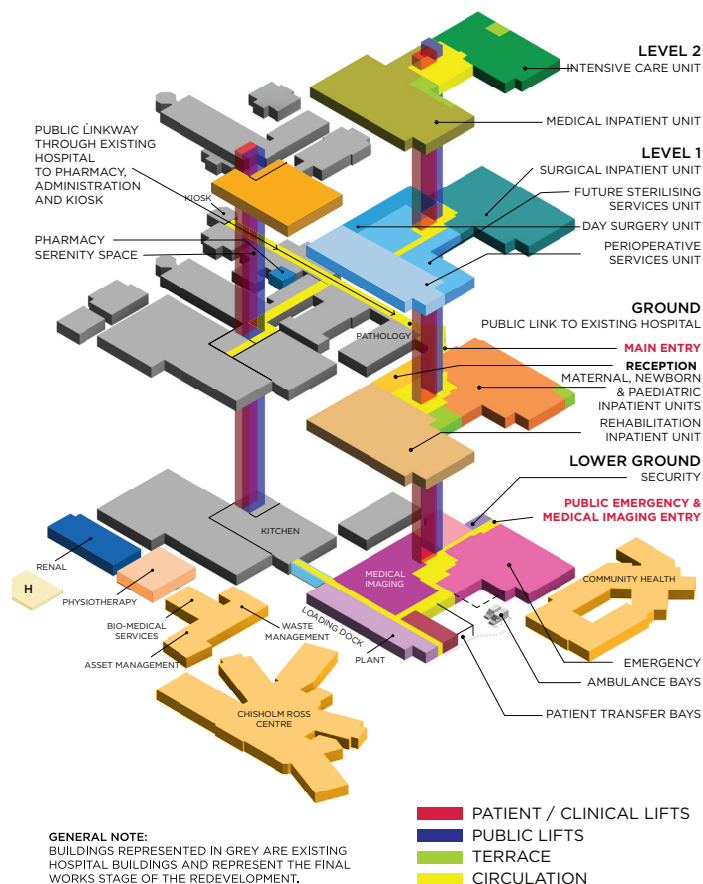 LEVEL 2
INTENSIVE CARE UNIT
MEDICAL INPATIENT UNIT
PUBLIC LINKWAY
THROUGH EXISTING
HOSPITAL
TO PHARMACY,
ADMINISTRATION
AND KIOSK
KIOSK
PHARMACY
SERENITY SPACE
LEVEL 1
SURGICAL INPATIENT UNIT
FUTURE STERILISING
SERVICES UNIT
DAY SURGERY UNIT
PERIOPERATIVE
SERVICES UNIT
GROUND
PUBLIC LINK TO EXISTING HOSPITAL
PATHOLOGY
MAIN ENTRY
RECEPTION
MATERNAL, NEWBORN
& PAEDIATRIC
INPATIENT UNITS
REHABILITATION
INPATIENT UNIT
LOWER GROUND
SECURITY
PUBLIC EMERGENCY &
MEDICAL IMAGING ENTRY
KITCHEN
RENAL
H
PHYSIOTHERAPY
BIO-MEDICAL
SERVICES
WASTE
MANAGEMENT
ASSET MANAGEMENT
MEDICAL
IMAGING
LOADING DOCK
PLANT
COMMUNITY HEALTH
EMERGENCY
AMBULANCE BAYS
PATIENT TRANSFER BAYS
CHISHOLM ROSS
CENTRE
GENERAL NOTE:
BUILDINGS REPRESENTED IN GREY ARE EXISTING
HOSPITAL BUILDINGS AND REPRESENT THE FINAL
WORKS STAGE OF THE REDEVELOPMENT.
PATIENT / CLINICAL LIFTS
PUBLIC LIFTS
TERRACE
CIRCULATION